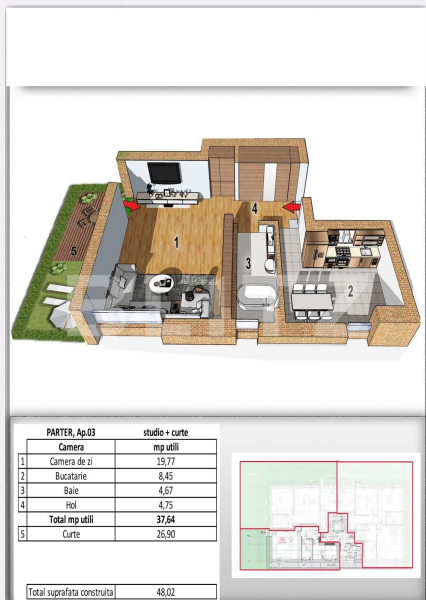 1
2
3
4
5
BETTA
PARTER, Ap.03 studio + curte
Camera mp utili
1 Camera de zi 19,77
2 Bucatarie 8,45
3 Baie 4,67
4 Hol 4,75
Total mp utili 37,64
5 Curte 26,90
Total suprafata construita 48,02